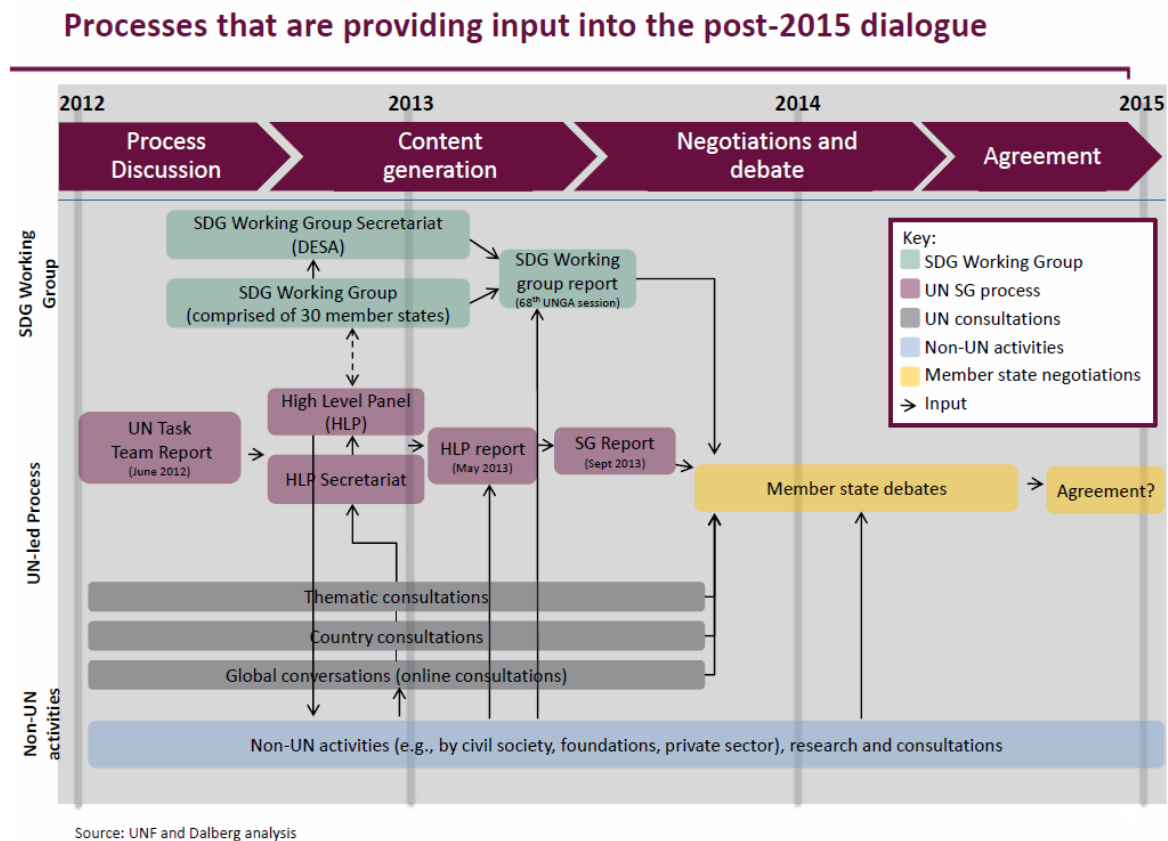 Processes that are providing input into the post-2015 dialogue
2012
2013
2014
2015
Process
Discussion
Content
generation
Negotiations and
debate
Agreement
SDG Working
Group
SDG Working Group Secretariat
(DESA)
SDG Working Group
(comprised of 30 member states)
SDG Working
group report
(68th UNGA session)
Key:
SDG Working Group
UN SG process
UN consultations
Non-UN activities
Member state negotiations
Input
UN-led Process
UN Task
Team Report
(June 2012)
High Level Panel
(HLP)
HLP Secretariat
HLP report
(May 2013)
SG Report
(Sept 2013)
Member state debates
Agreement?
Thematic consultations
Country consultations
Global conversations (online consultations)
Non-UN
activities
Non-UN activities (e.g., by civil society, foundations, private sector), research and consultations
Source: UNF and Dalberg analysis